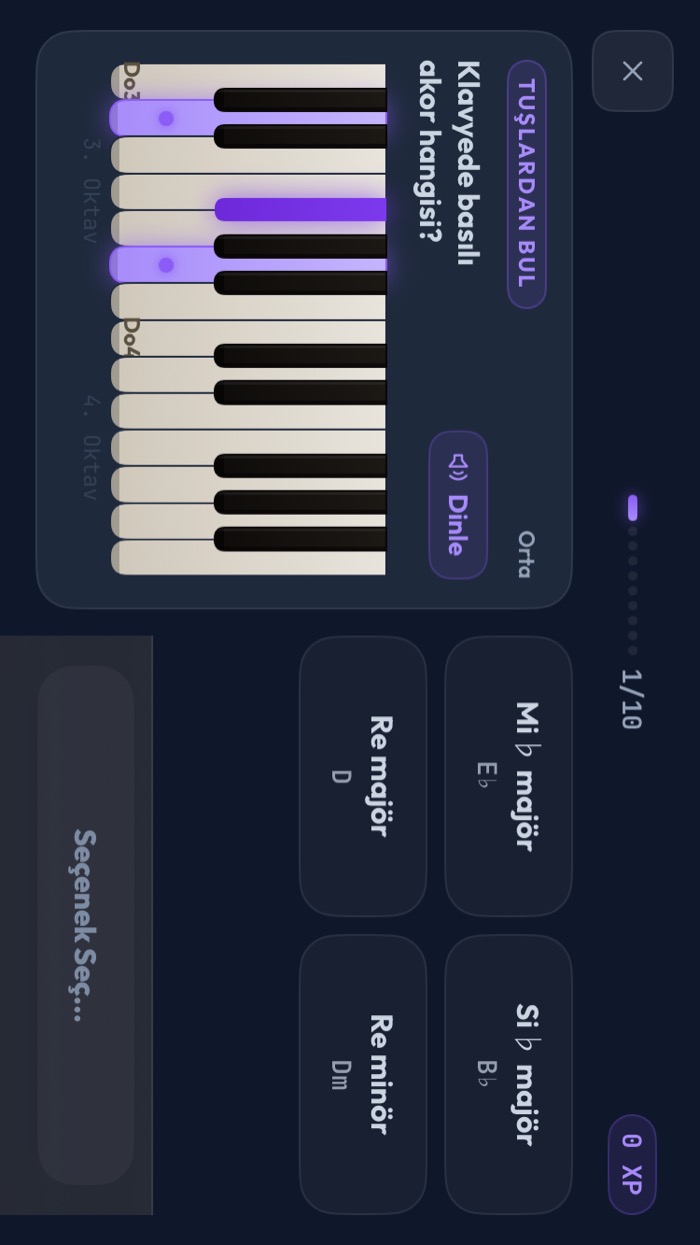 1/10
0 XP
TUŞLARDAN BUL
Orta
Klavyede basılı
akor hangisi?
Dinle
Do3
Do4
3. Oktav
4. Oktav
Mi ♭ majör
E♭
Si ♭ majör
B♭
Re majör
D
Re minör
Dm
Seçenek Seç...